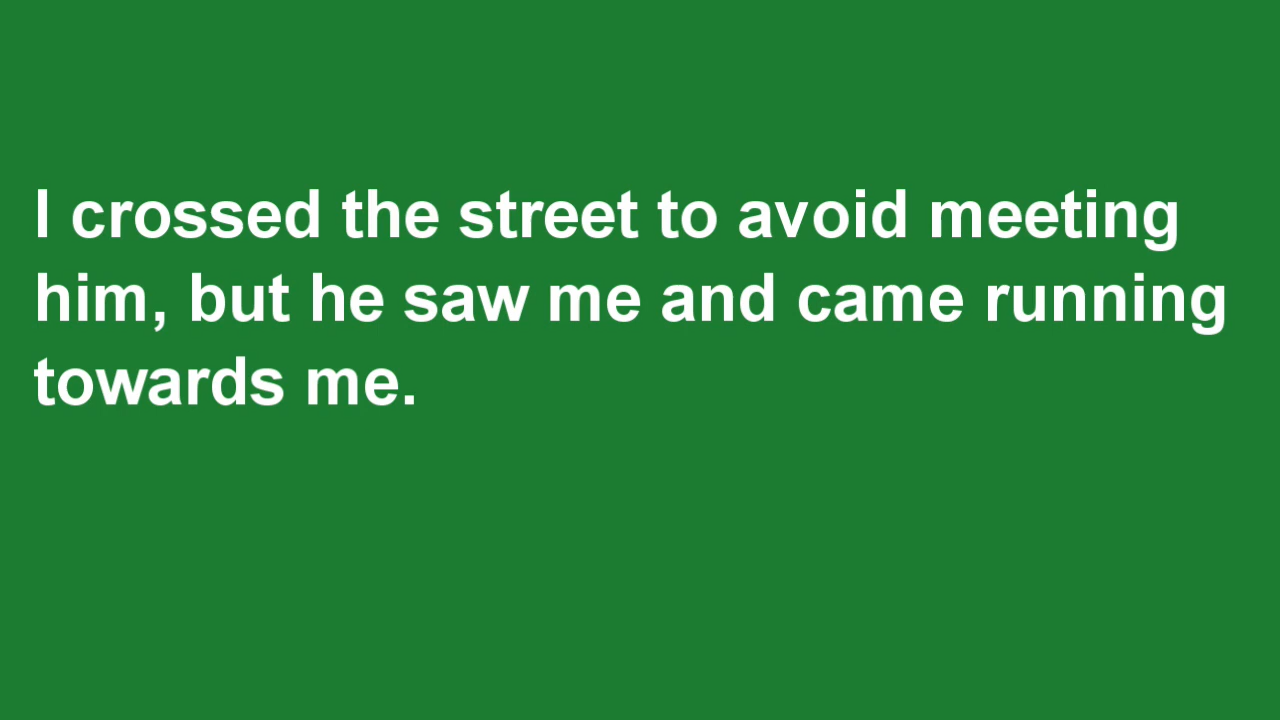 I crossed the street to avoid meeting
him, but he saw me and came running
towards me.